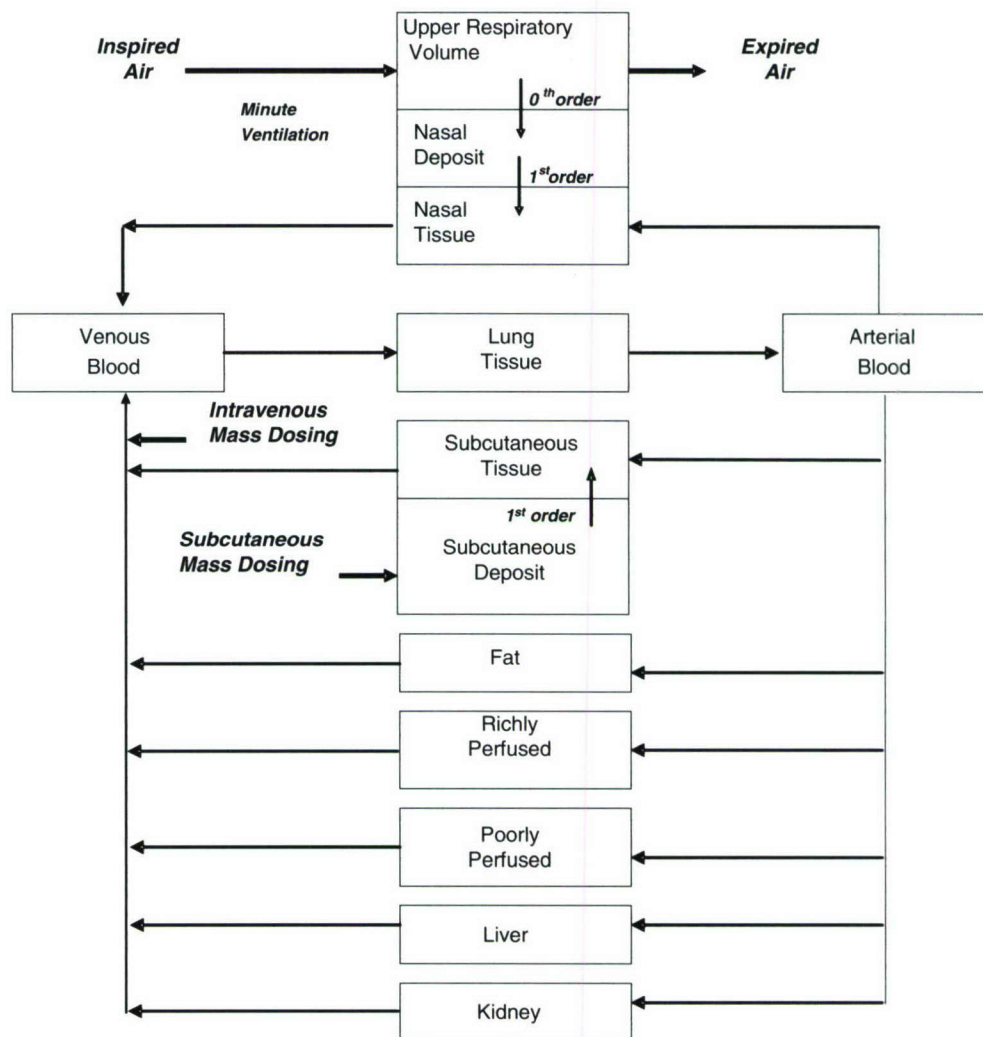 Inspired
Air
Upper Respiratory
Volume
Expired
Air
Minute
Ventilation
0 th order
Nasal
Deposit
1st order
Nasal
Tissue
Venous
Blood
Lung
Tissue
Arterial
Blood
Intravenous
Mass Dosing
Subcutaneous
Tissue
1st order
Subcutaneous
Mass Dosing
Subcutaneous
Deposit
Fat
Richly
Perfused
Poorly
Perfused
Liver
Kidney